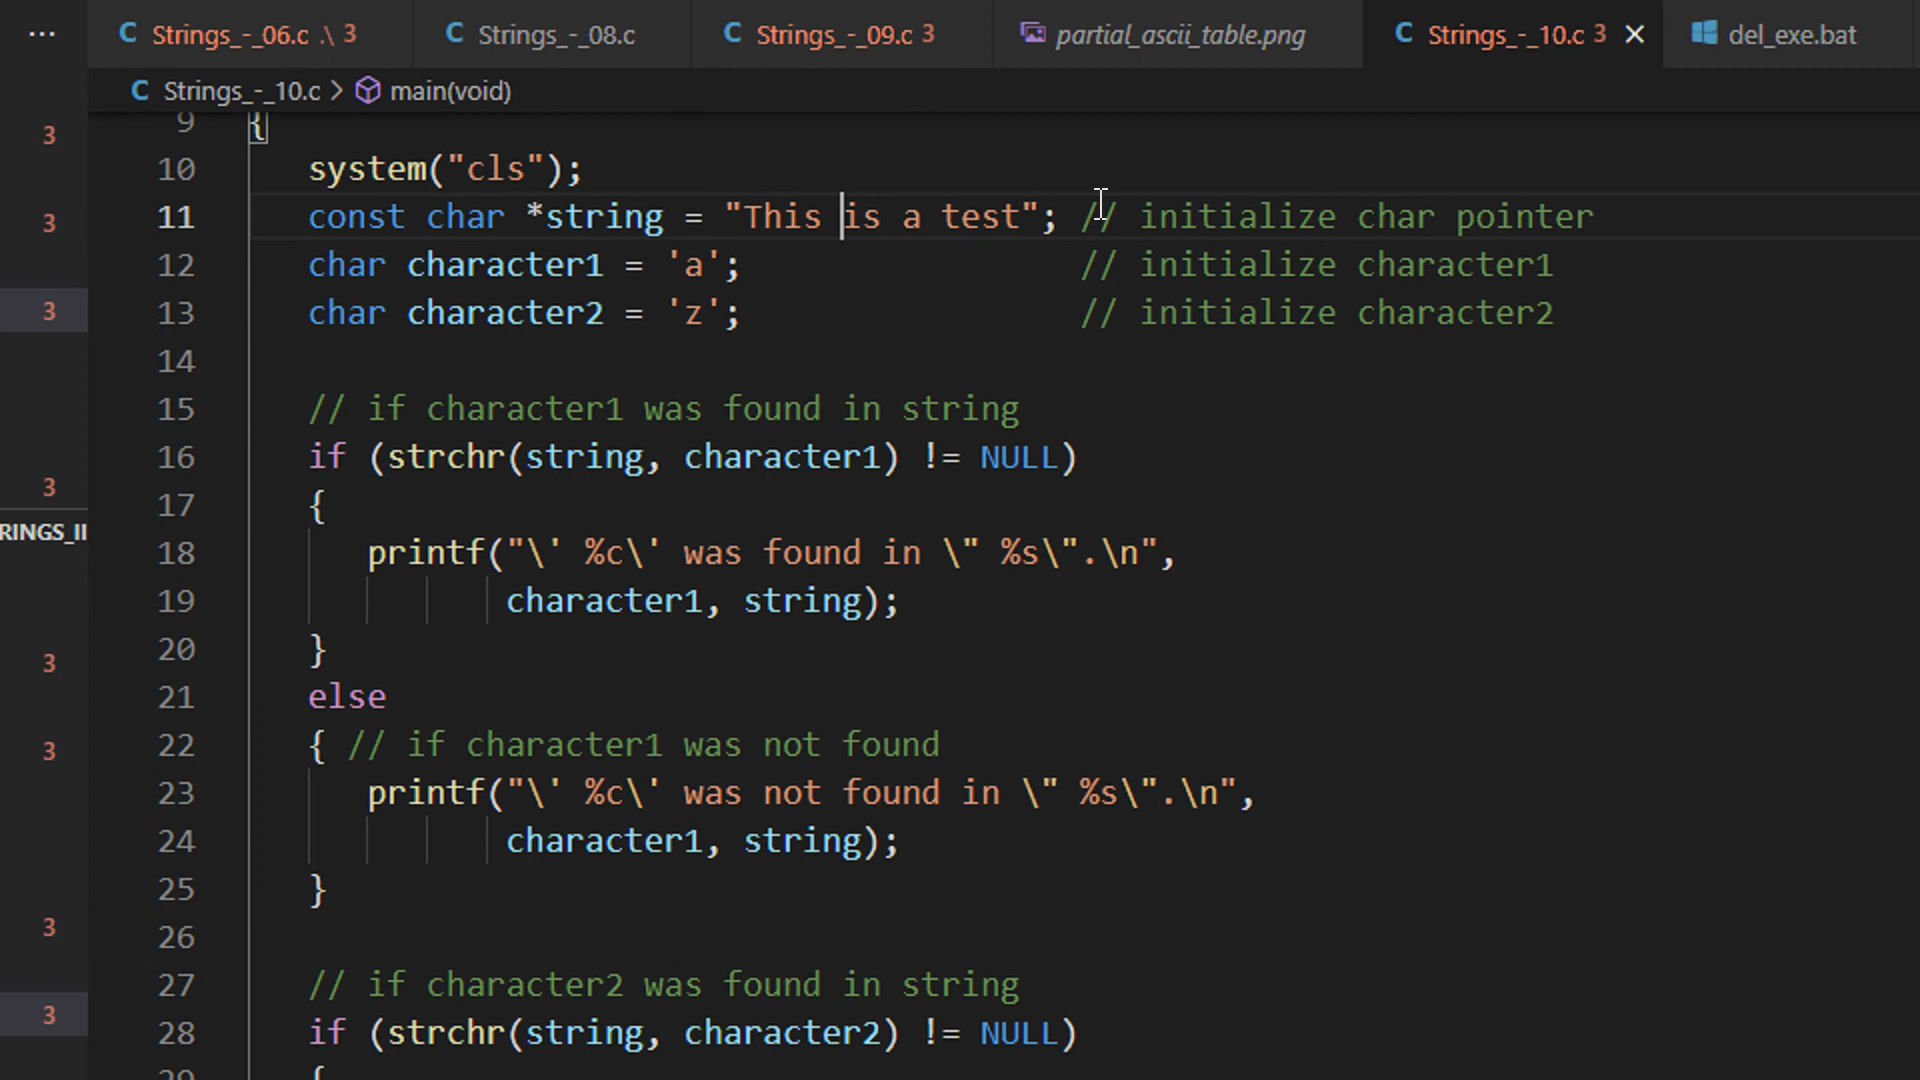 ... Strings_-_06.c .\ 3 Strings_-_08.c Strings_-_09.c 3 partial_ascii_table.png Strings_-_10.c 3 del_exe.bat
Strings_-_10.c > main(void)
9 {
3
10 system("cls");
11 const char *string = "This is a test"; // initialize char pointer
3
12 char character1 = 'a'; // initialize character1
13 char character2 = 'z'; // initialize character2
3
14
15 // if character1 was found in string
16 if (strchr(string, character1) != NULL)
3
17 {
RINGS_II
18 printf("\' %c\' was found in \" %s\".\n",
19 character1, string);
20 }
3
21 else
22 { // if character1 was not found
3
23 printf("\' %c\' was not found in \" %s\".\n",
24 character1, string);
25 }
3
26
27 // if character2 was found in string
3
28 if (strchr(string, character2) != NULL)
29 {